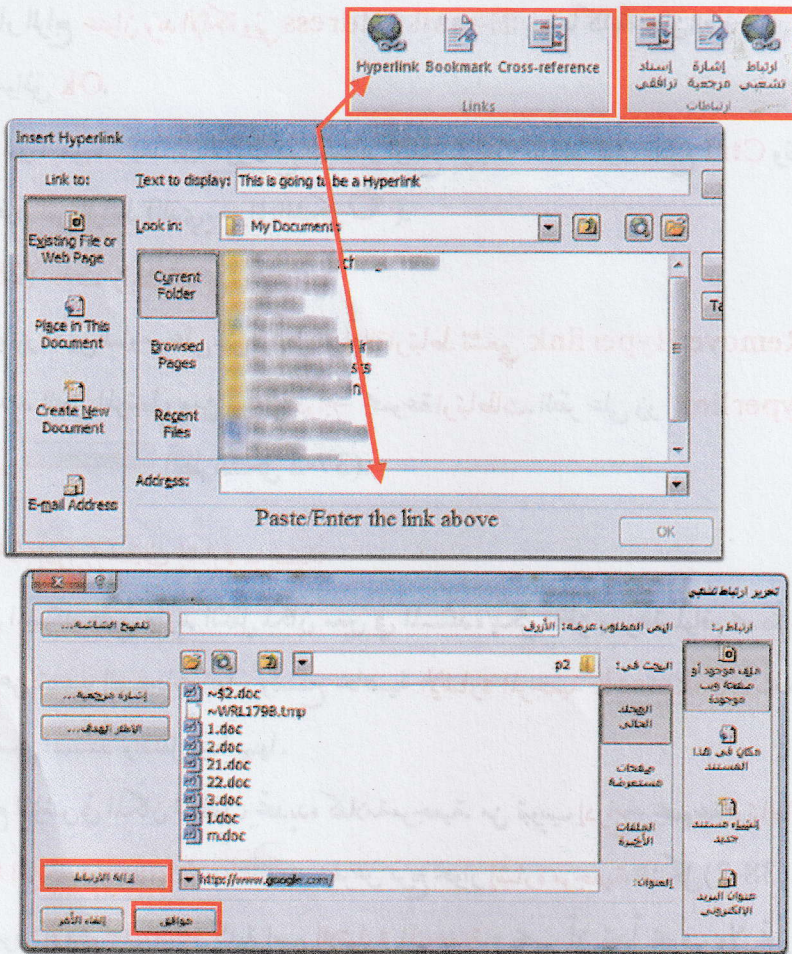 Hyperlink Bookmark Cross-reference
Links
ارتباط تشعبي
إشارة مرجعية
إسناد ترافقي
ارتباطات
Insert Hyperlink
Link to:
Text to display: This is going to be a Hyperlink
Existing File or Web Page
Look in: My Documents
Current Folder
Place in This Document
Browsed Pages
Create New Document
Recent Files
E-mail Address
Address:
Paste/Enter the link above
OK
تحرير ارتباط تشعبي
ارتباط بـ:
النص المطلوب عرضه: الأزرق
تلميح الشاشة...
ملف موجود أو صفحة ويب موجودة
البحث في: p2
المجلد الحالي
~$2.doc
~WRL1798.tmp
1.doc
2.doc
21.doc
22.doc
3.doc
I.doc
m.doc
إشارة مرجعية...
الإطار الهدف...
مكان في هذا المستند
صفحات مستعرضة
إنشاء مستند جديد
الملفات الأخيرة
عنوان البريد الإلكتروني
العنوان: http://www.google.com/
إزالة الارتباط
موافق
إلغاء الأمر